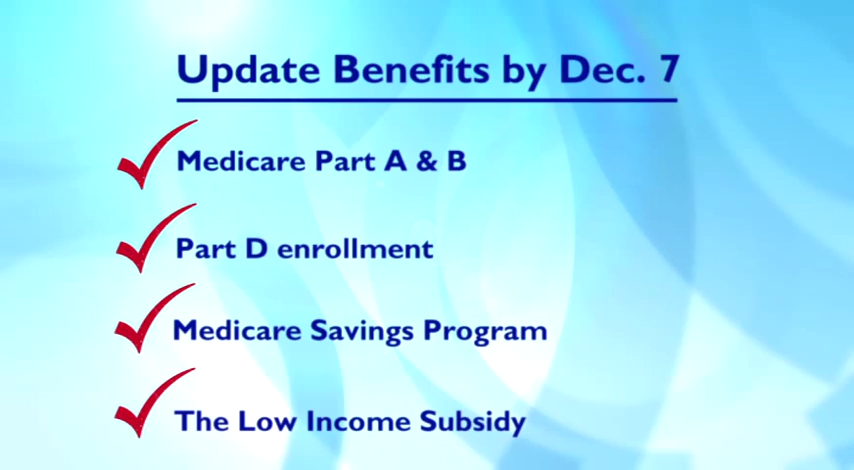 Update Benefits by Dec. 7
Medicare Part A & B
Part D enrollment
Medicare Savings Program
The Low Income Subsidy